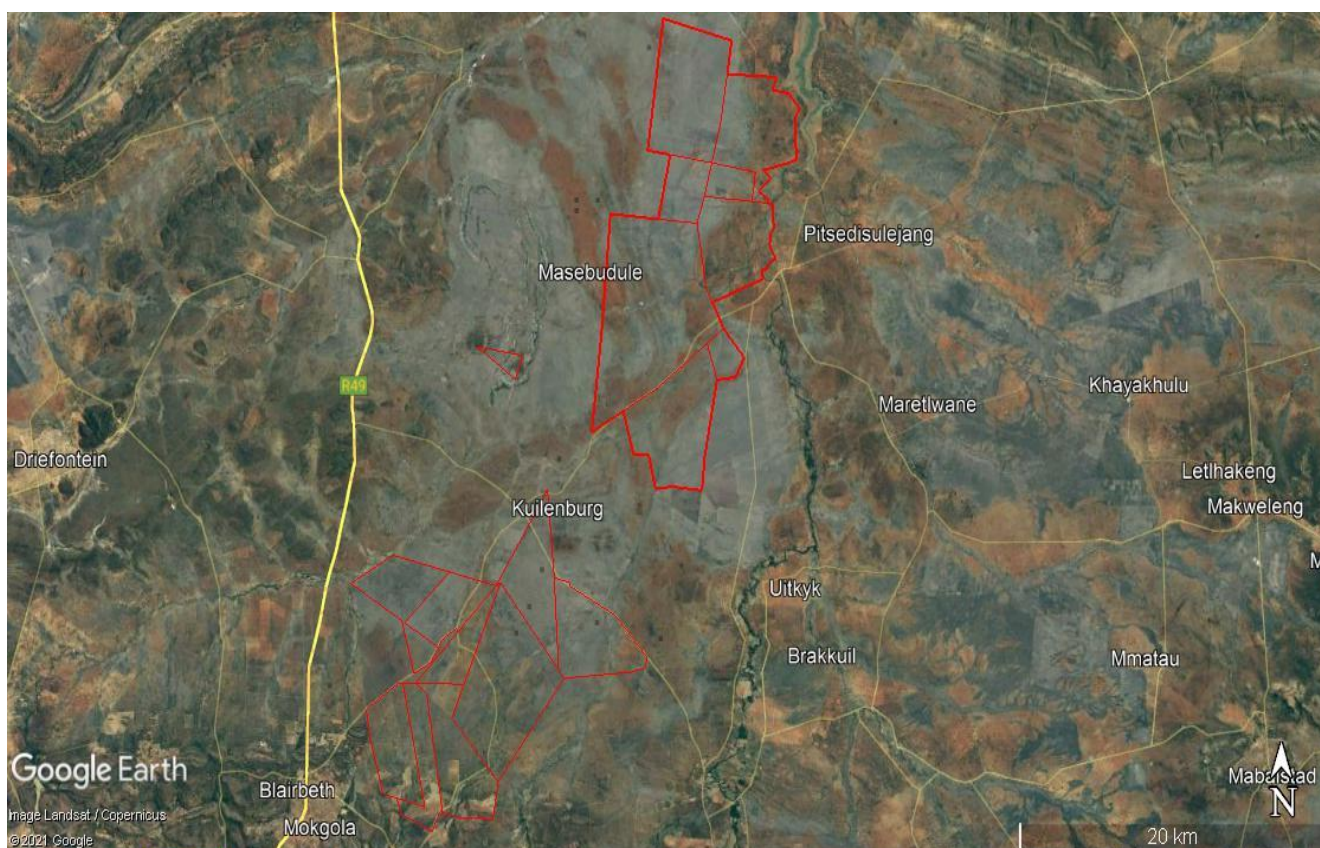 Pitsedisulejang
Masebudule
R49
Khayakhulu
Maretlwane
Driefontein
Letlhakeng
Kuilenburg
Makweleng
M
Uitkyk
Brakkuil
Mmatau
Google Earth
Mabalstad
Blairbeth
N
Image Landsat / Copernicus
Mokgola
20 km
©2021 Google